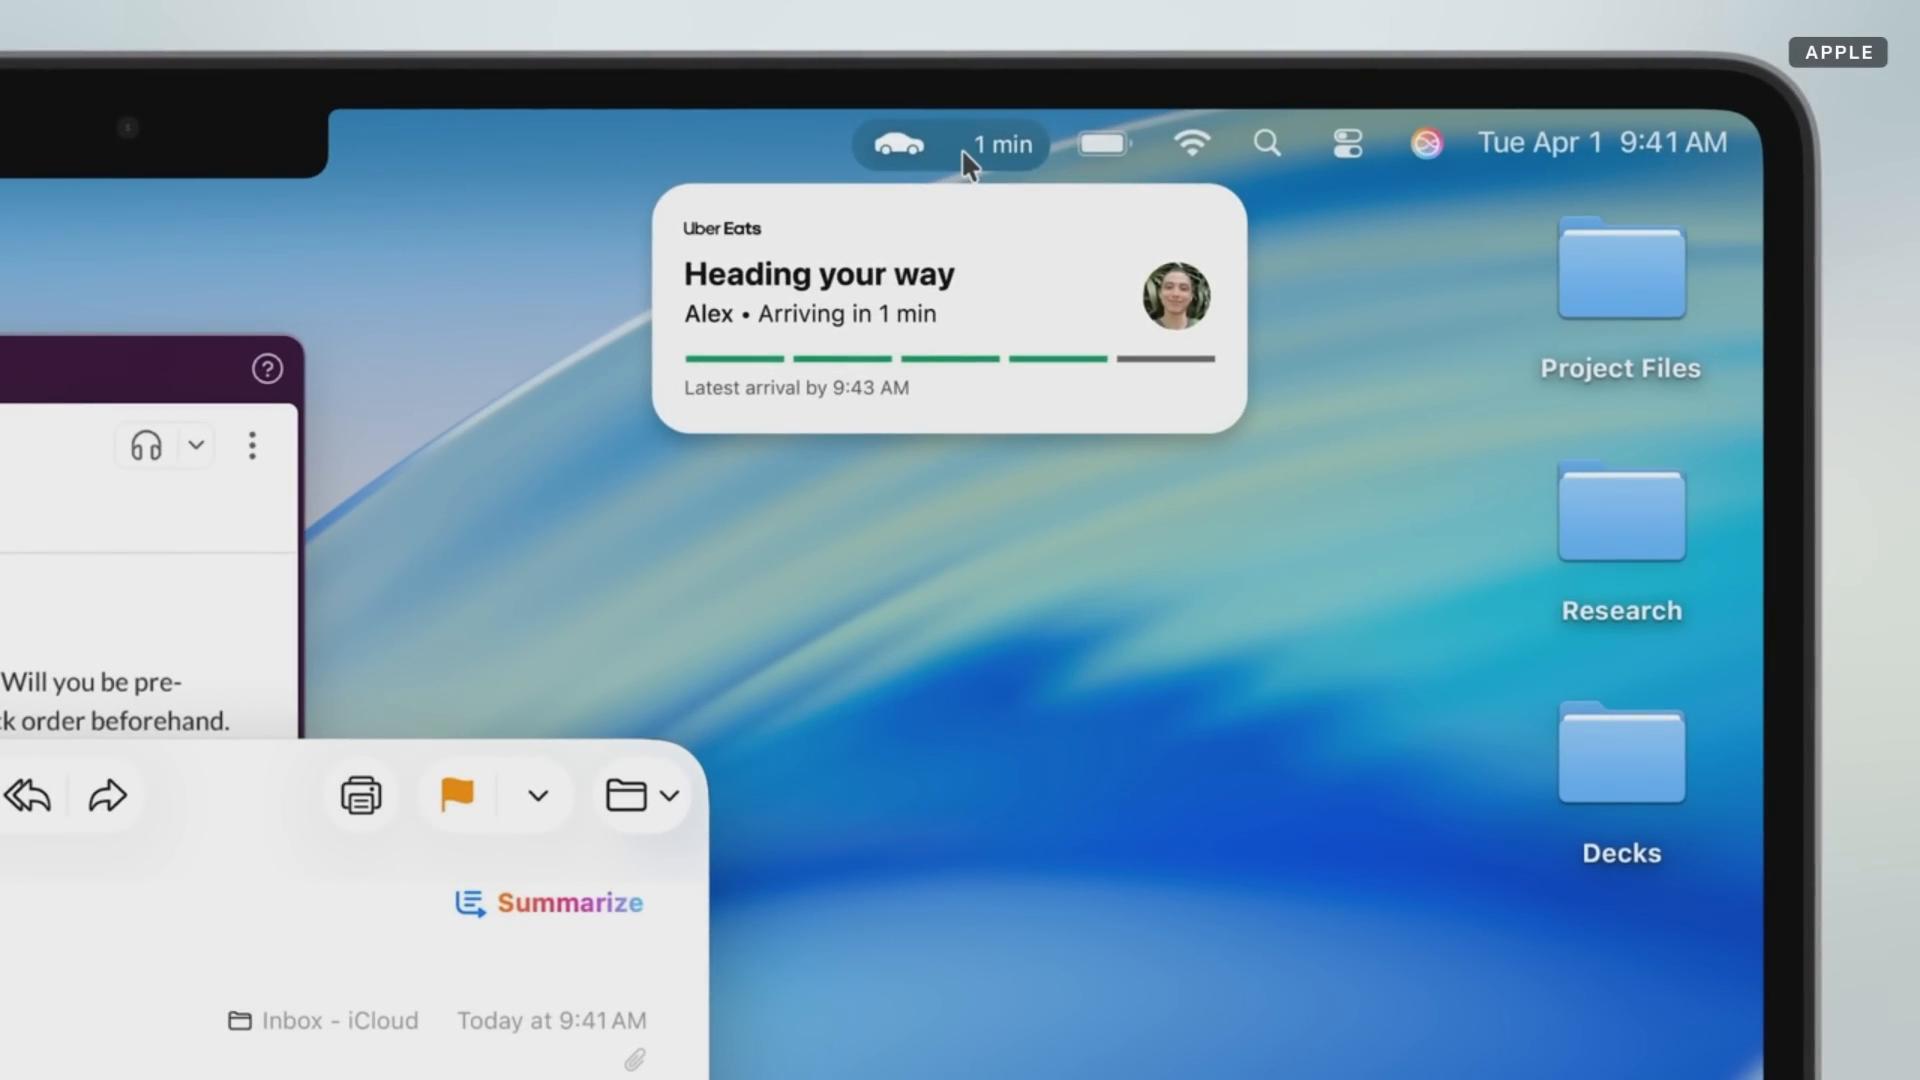 APPLE
1 min
Tue Apr 1 9:41 AM
Uber Eats
Heading your way
Alex • Arriving in 1 min
Latest arrival by 9:43 AM
Project Files
Research
Will you be pre-
k order beforehand.
Decks
Summarize
Inbox - iCloud Today at 9:41 AM